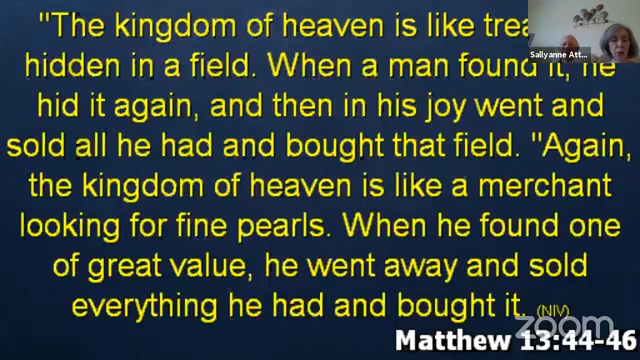 "The kingdom of heaven is like
hidden in a field. When a man found it, he
hid it again, and then in his joy went and
sold all he had and bought that field. "Again,
the kingdom of heaven is like a merchant
looking for fine pearls. When he found one
of great value, he went away and sold
everything he had and bought it. (NIV)
Matthew 13:44-46
Sallyanne Att...
zoom